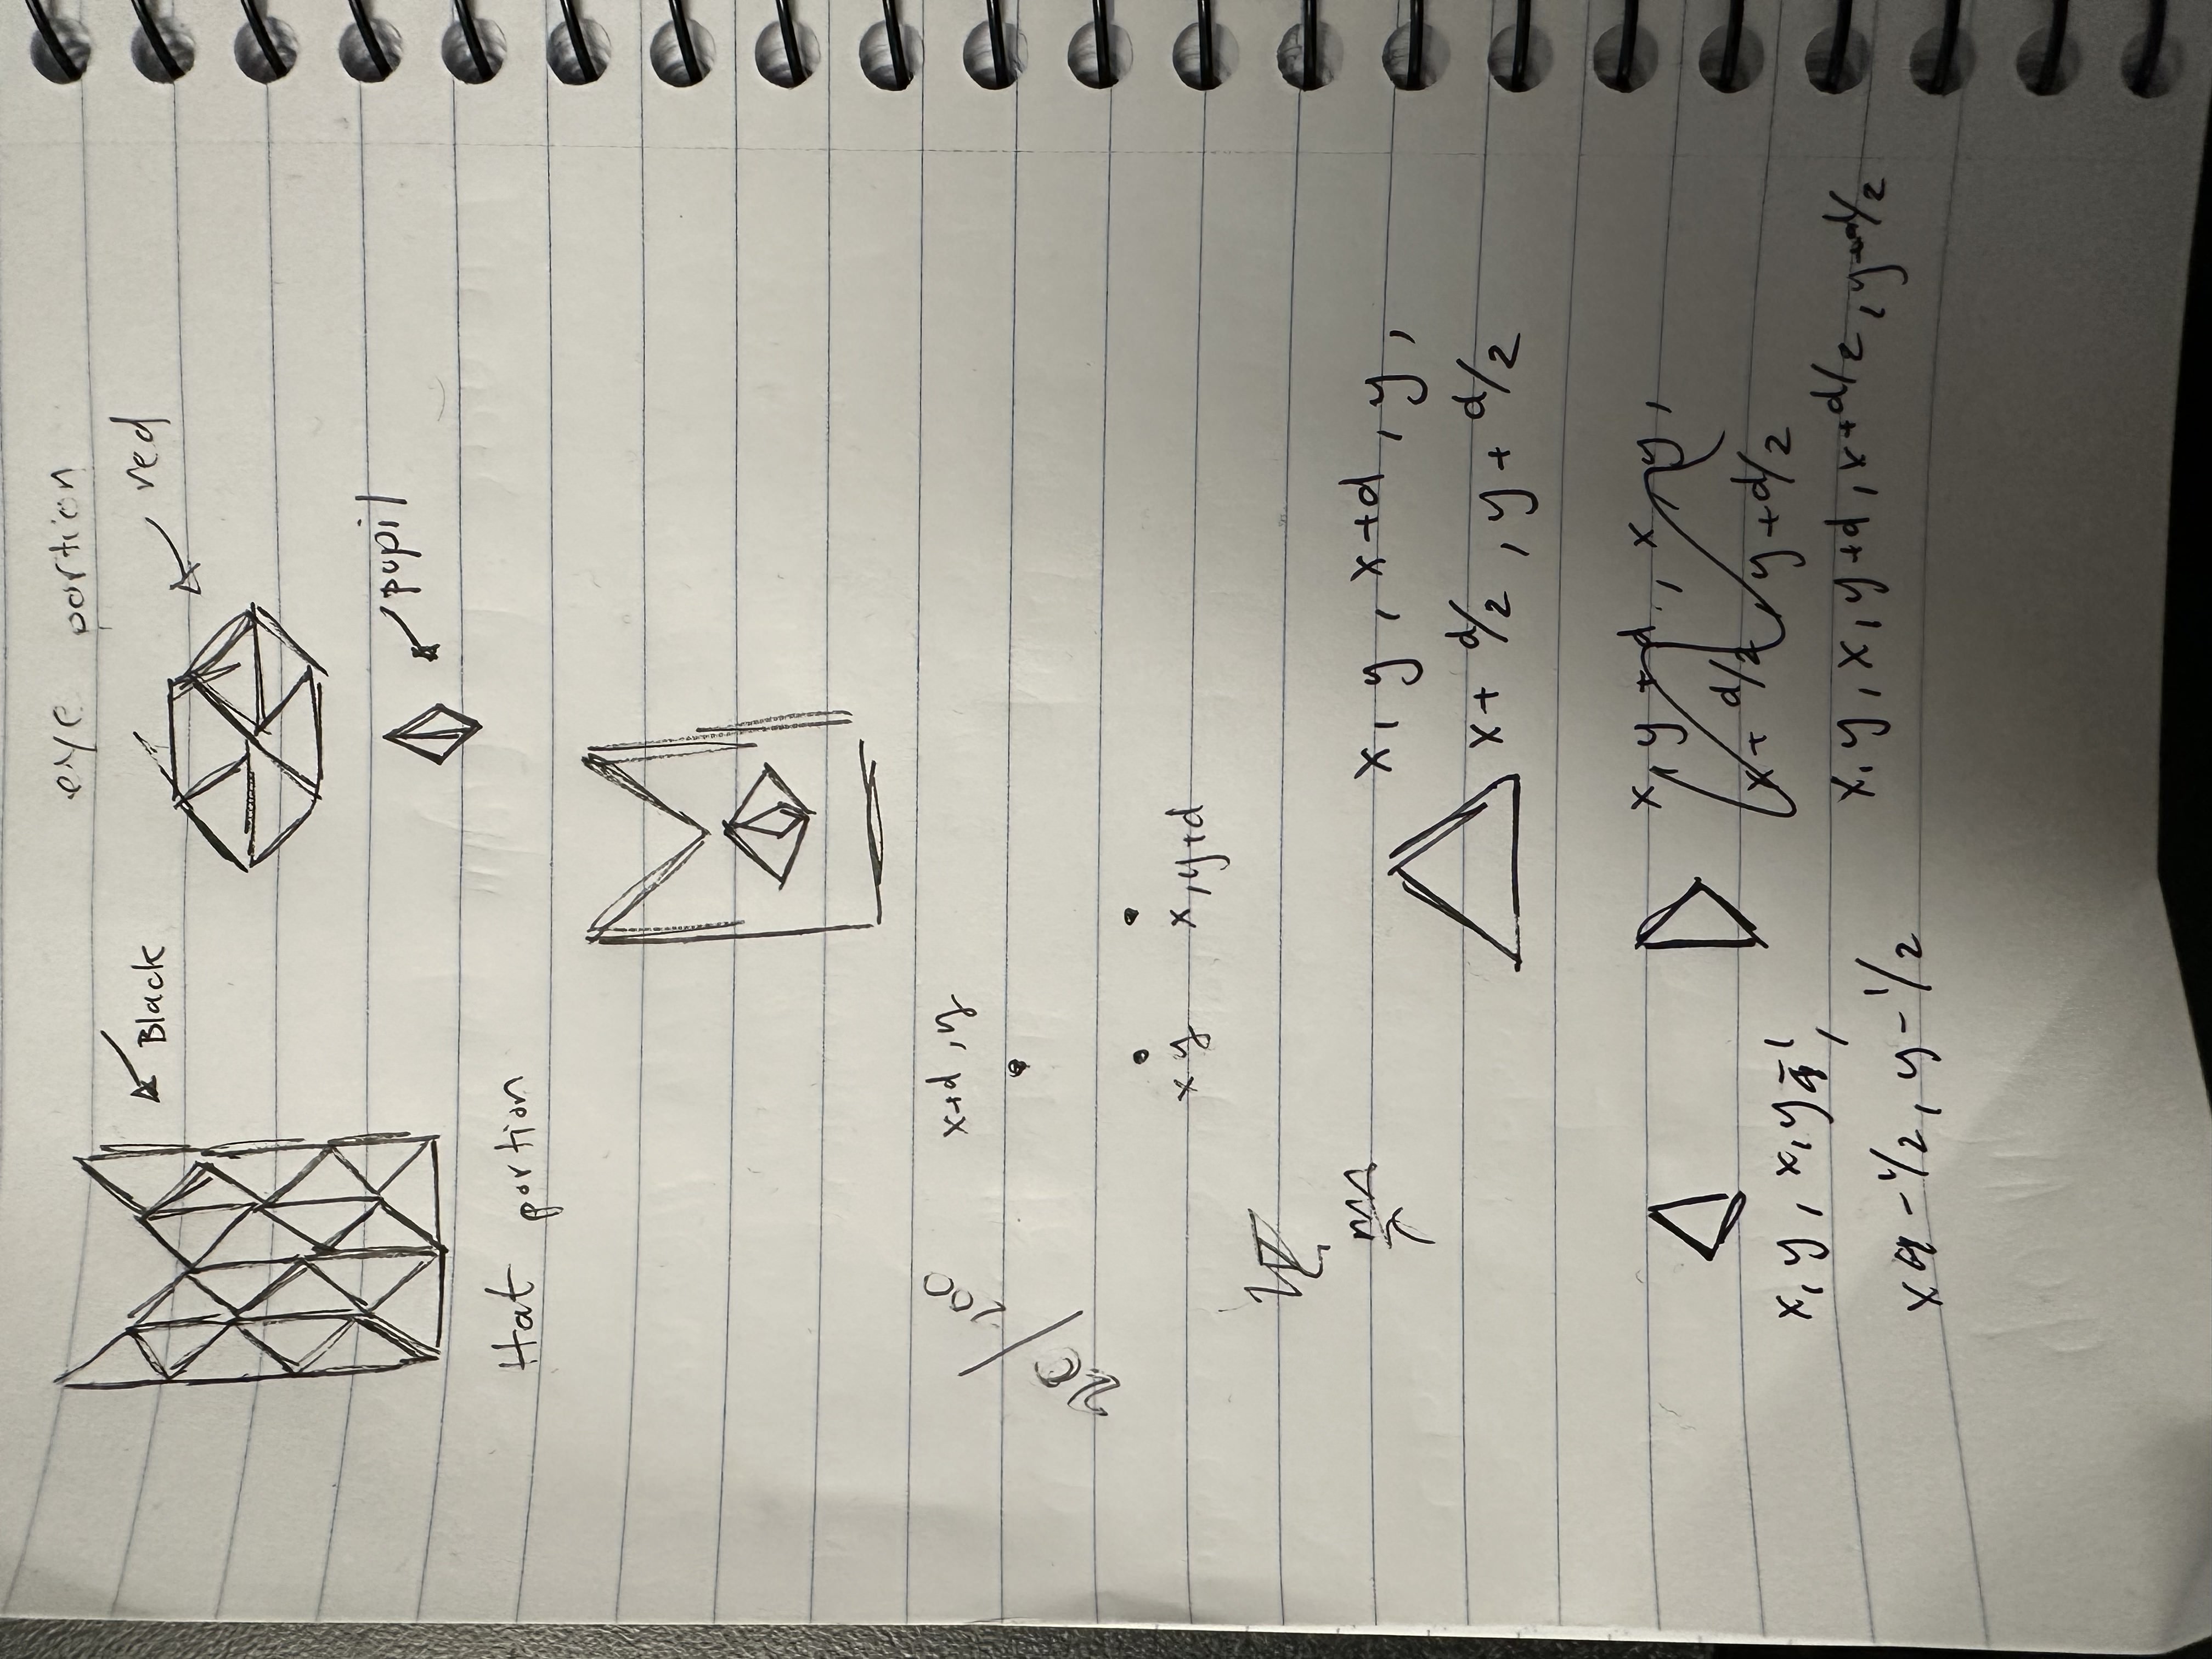 eye portion
Black
red
pupil
Hat portion
x+d, y
20/200
x y
x, y+d
x, y, x+d, y,
x+ d/2, y+ d/2
x, y+d, x, y,
x+ d/2 y+d/2
x, y, x, y-1,
x, y, x, y+d, x+d/2, y+d/2
x -1/2, y-1/2